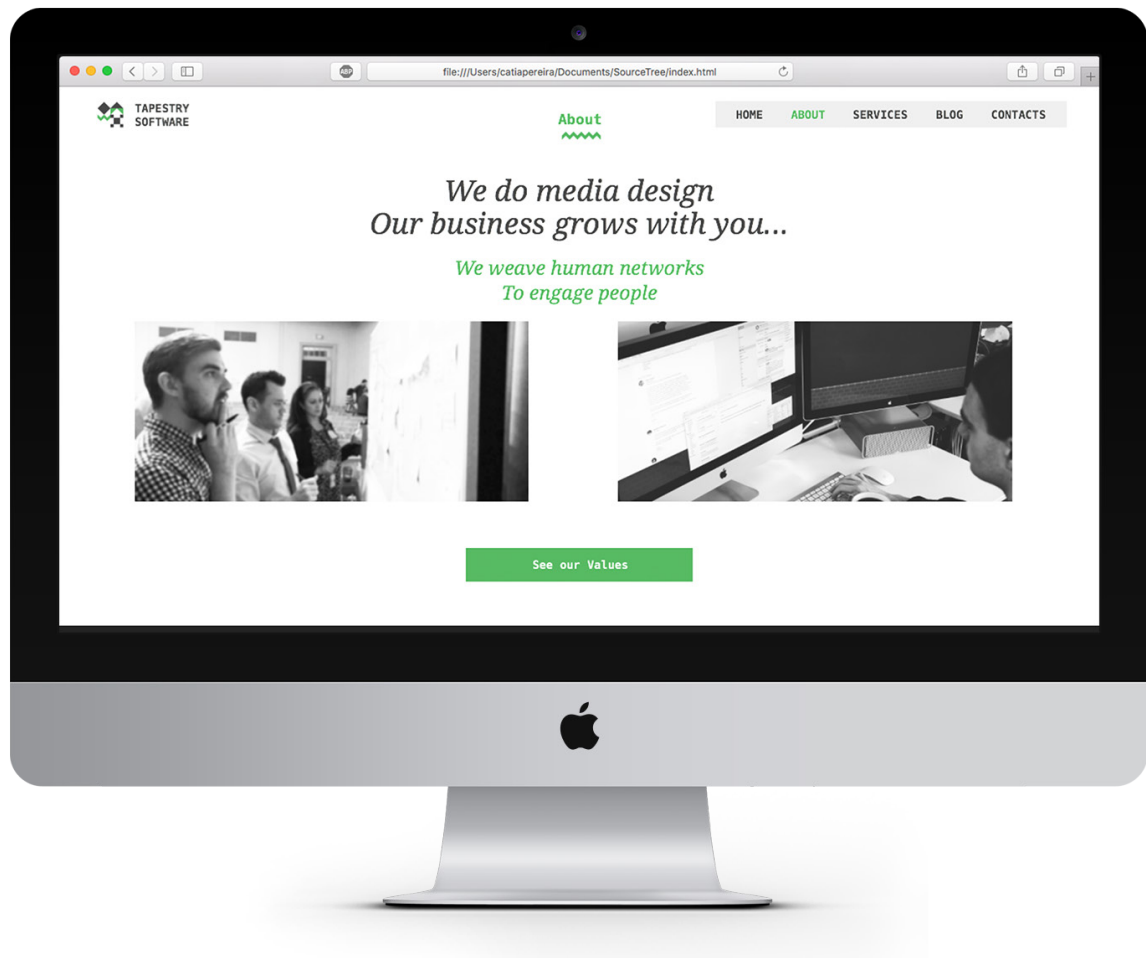 ABP
file:///Users/catiapereira/Documents/SourceTree/index.html
TAPESTRY
SOFTWARE
About
HOME ABOUT SERVICES BLOG CONTACTS
We do media design
Our business grows with you...
We weave human networks
To engage people
See our Values